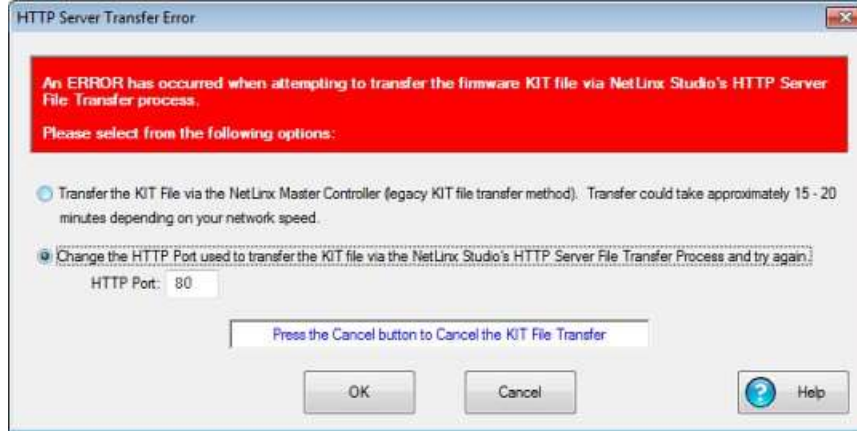 HTTP Server Transfer Error
An ERROR has occurred when attempting to transfer the firmware KIT file via NetLinx Studio's HTTP Server
File Transfer process.
Please select from the following options:
Transfer the KIT File via the NetLinx Master Controller (legacy KIT file transfer method). Transfer could take approximately 15 - 20
minutes depending on your network speed.
Change the HTTP Port used to transfer the KIT file via the NetLinx Studio's HTTP Server File Transfer Process and try again.
HTTP Port: 80
Press the Cancel button to Cancel the KIT File Transfer
OK Cancel ? Help